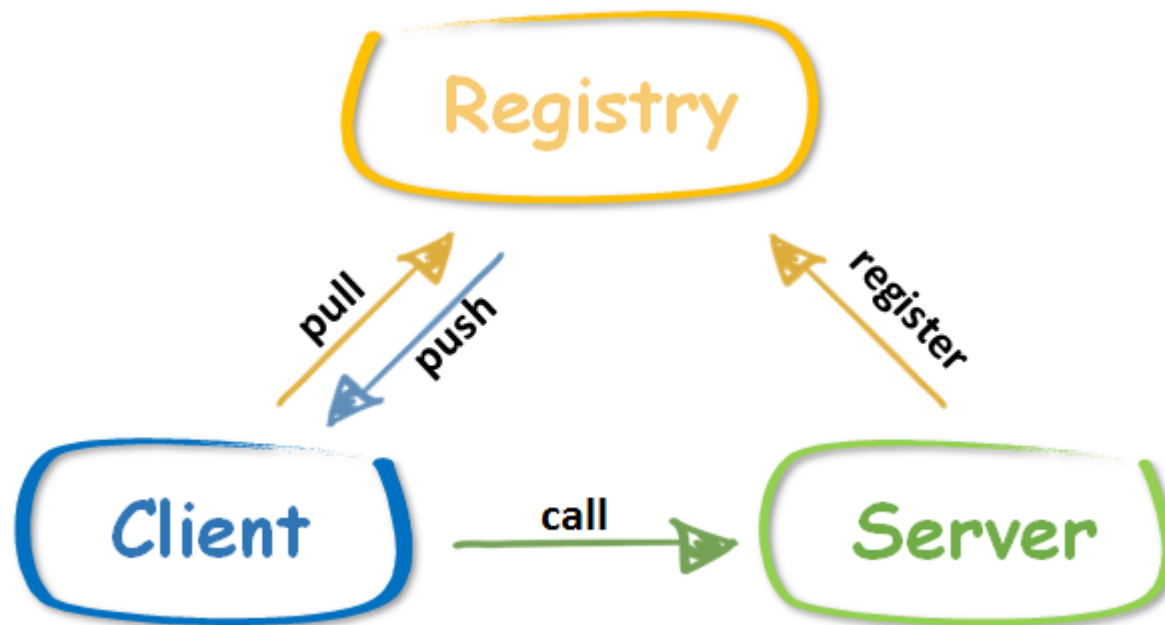 Registry
pull
push
register
Client
call
Server